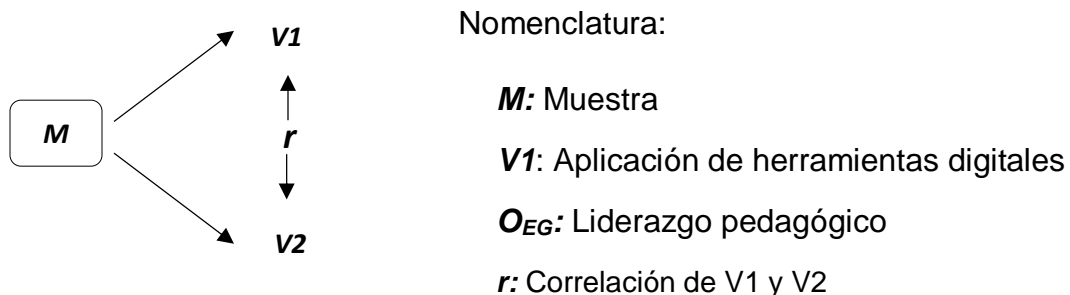 V1
M
r
V2
Nomenclatura:
M: Muestra
V1: Aplicación de herramientas digitales
OEG: Liderazgo pedagógico
r: Correlación de V1 y V2